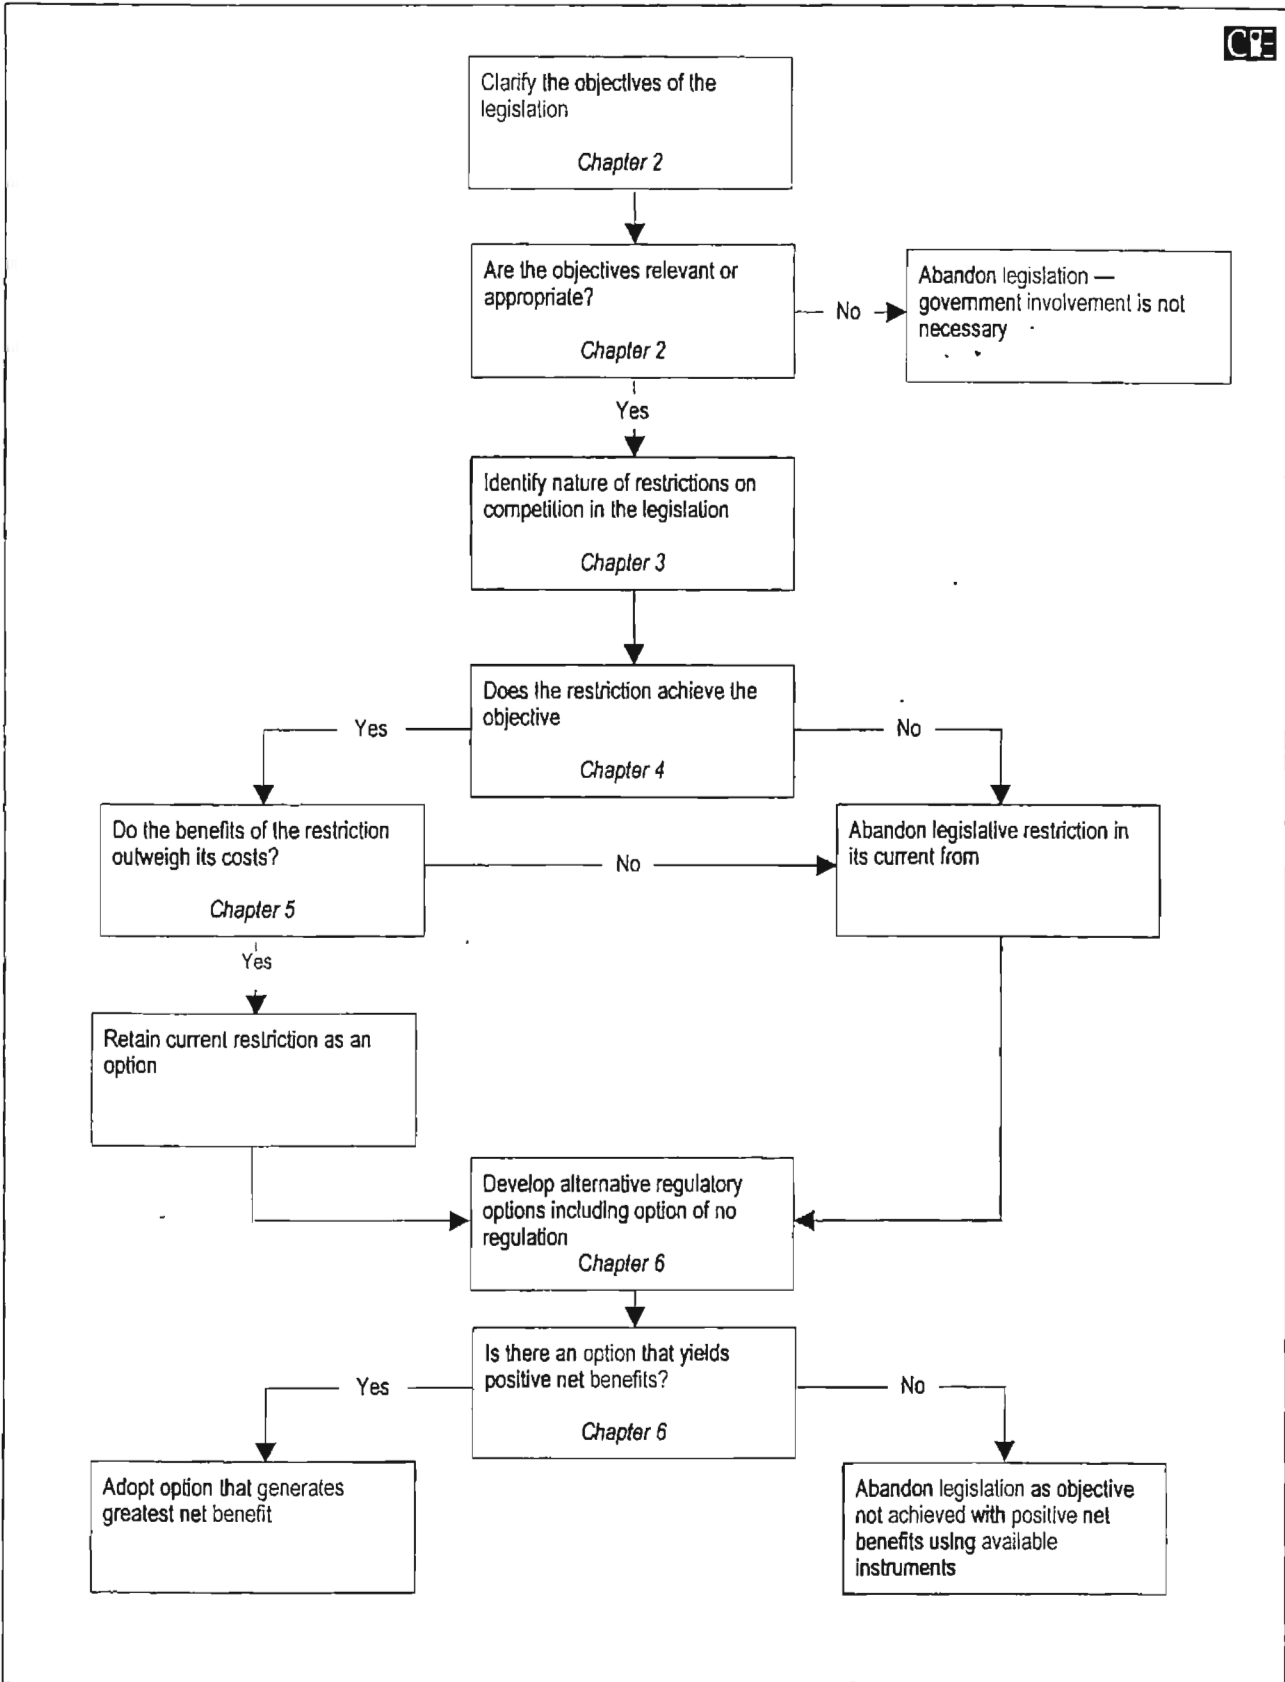 CIE
Clarify the objectives of the
legislation
Chapter 2
Are the objectives relevant or
appropriate?
Chapter 2
No
Abandon legislation —
government involvement is not
necessary
Yes
Identify nature of restrictions on
competition in the legislation
Chapter 3
Does the restriction achieve the
objective
Chapter 4
Yes
No
Do the benefits of the restriction
outweigh its costs?
Chapter 5
No
Abandon legislative restriction in
its current from
Yes
Retain current restriction as an
option
Develop alternative regulatory
options including option of no
regulation
Chapter 6
Is there an option that yields
positive net benefits?
Chapter 6
Yes
No
Adopt option that generates
greatest net benefit
Abandon legislation as objective
not achieved with positive net
benefits using available
instruments